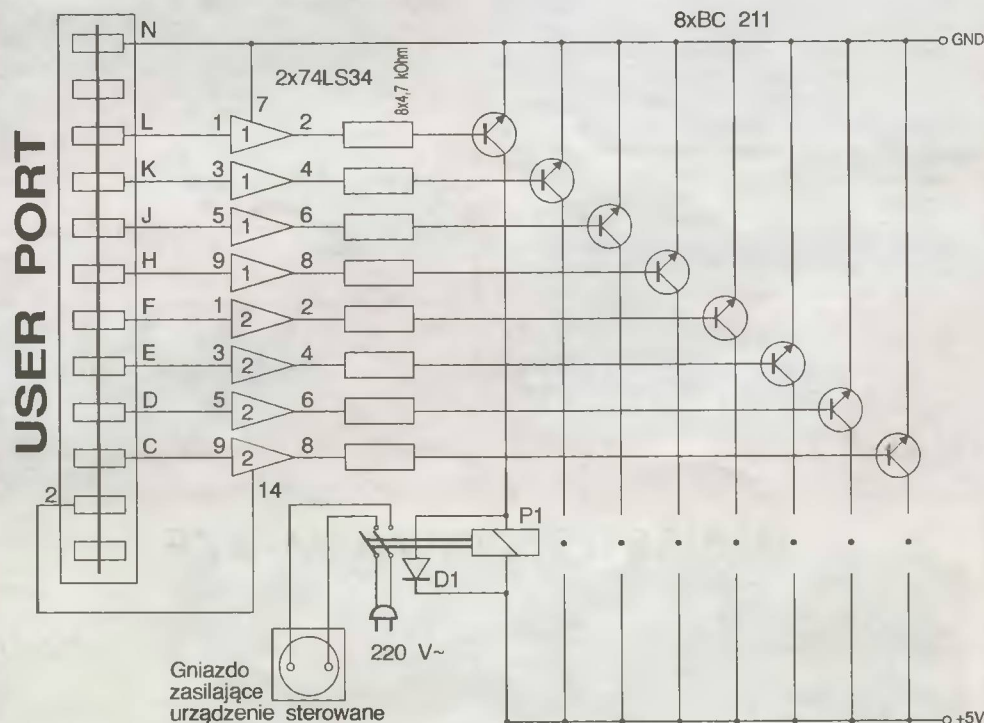 8xBC 211
N
GND
2x74LS34
8x4,7 kOhm
7
USER PORT
L 1 1 2
K 3 1 4
J 5 1 6
H 9 1 8
F 1 2 2
E 3 2 4
D 5 2 6
C 9 2 8
2
14
P1
D1
220 V~
Gniazdo
zasilające
urządzenie sterowane
+5V